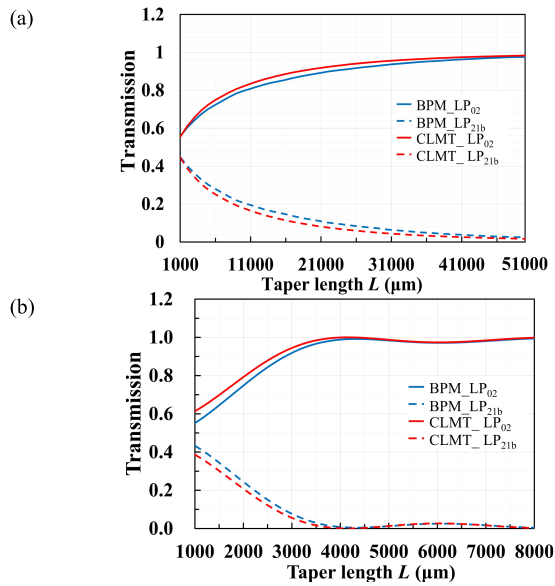 (a)
Transmission
1.2
1
0.8
0.6
0.4
0.2
0
BPM_LP02
BPM_LP21b
CLMT_ LP02
CLMT_ LP21b
1000 11000 21000 31000 41000 51000
Taper length L (μm)
(b)
Transmission
1.2
1.0
0.8
0.6
0.4
0.2
0.0
BPM_LP02
BPM_LP21b
CLMT_ LP02
CLMT_ LP21b
1000 2000 3000 4000 5000 6000 7000 8000
Taper length L (μm)